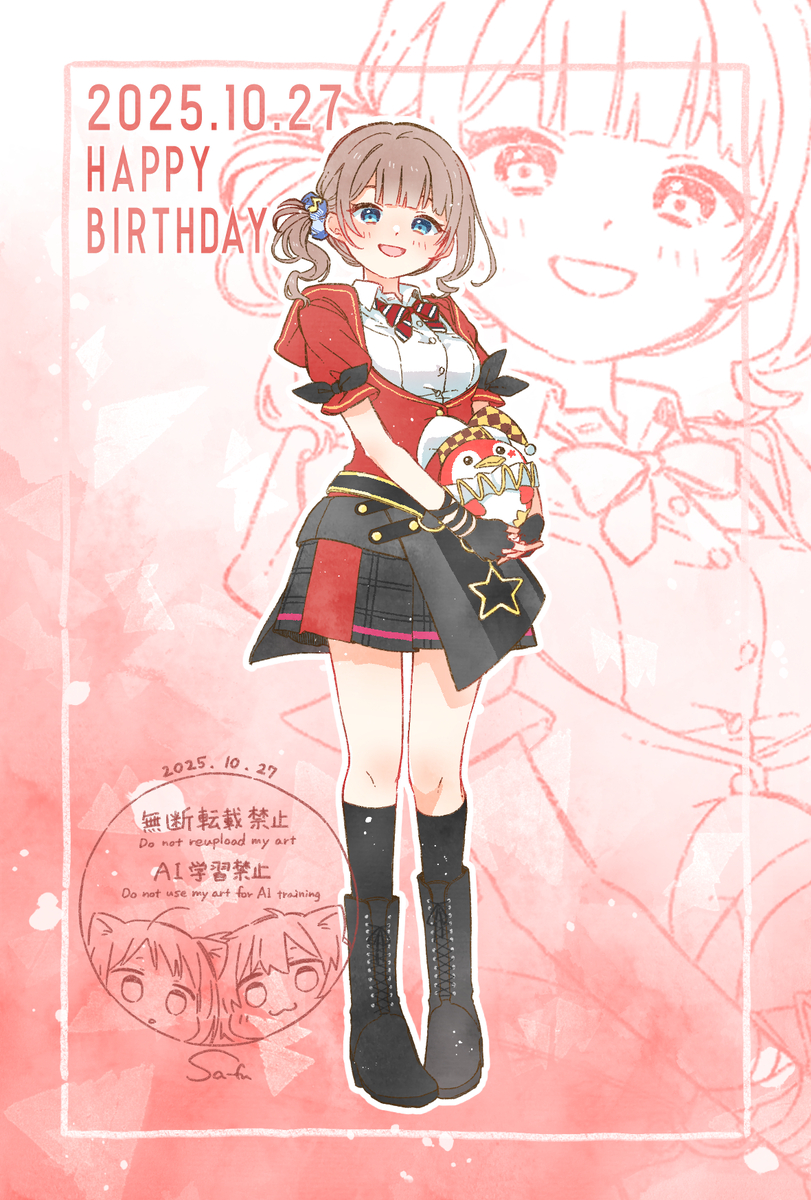 2025.10.27
HAPPY
BIRTHDAY
2025.10.27
無断転載禁止
Do not reupload my art
AI学習禁止
Do not use my art for AI training
Sa-fu